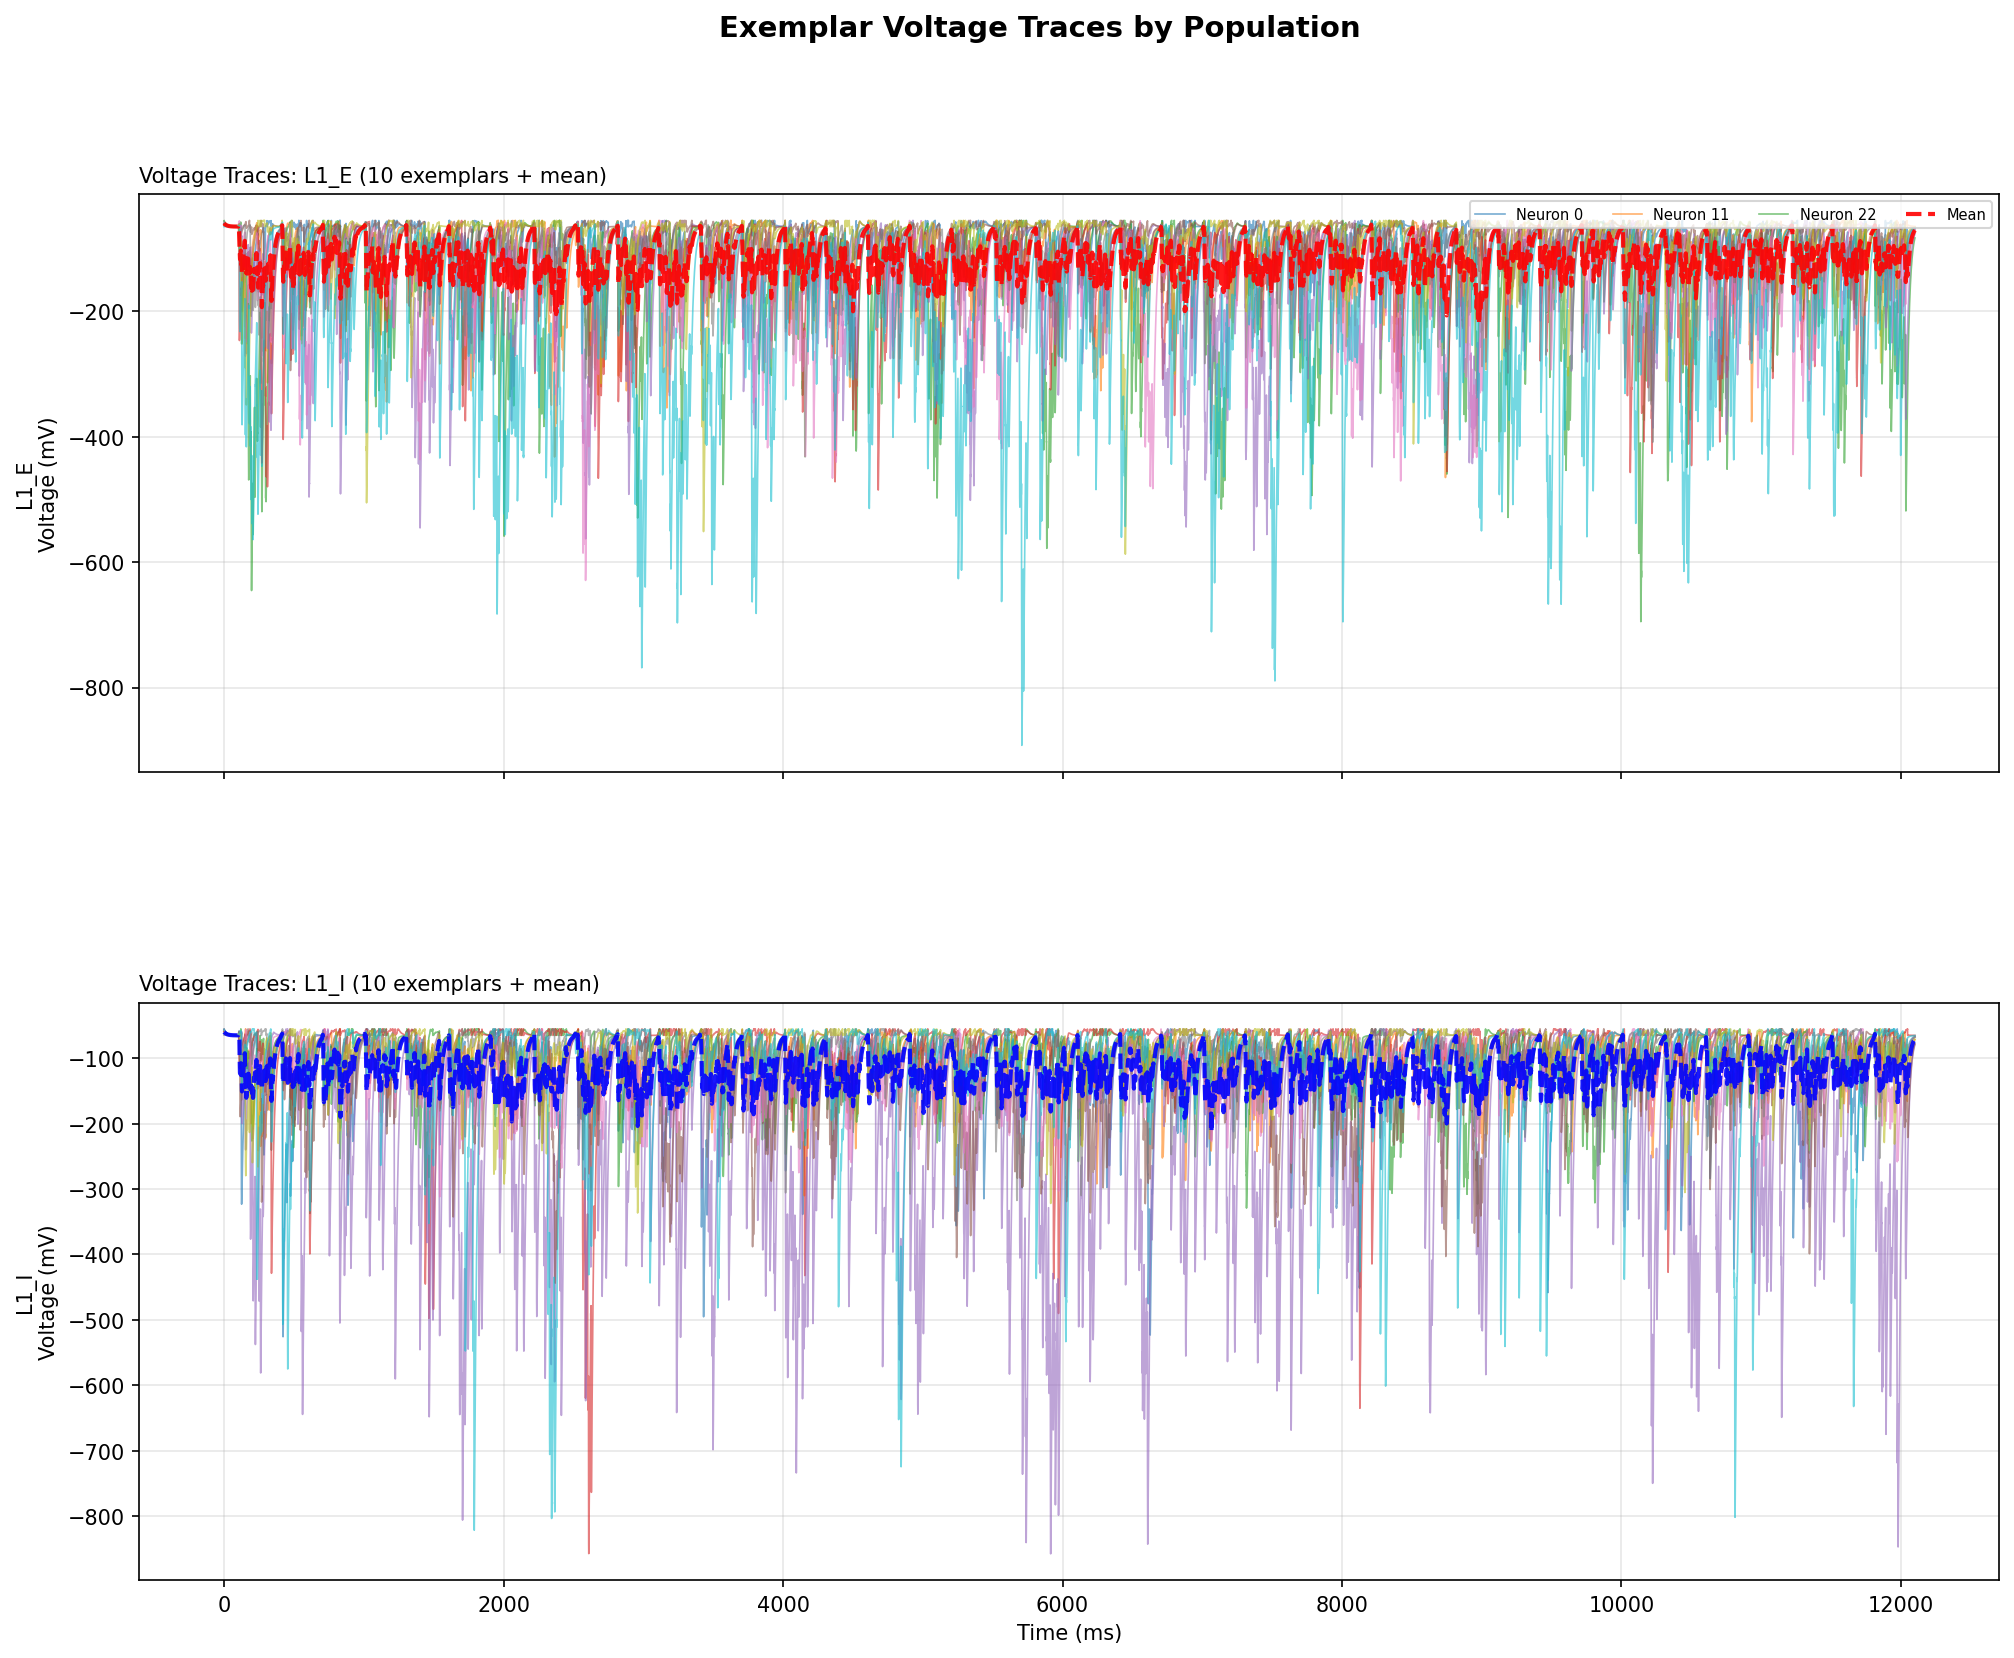 Exemplar Voltage Traces by Population
Voltage Traces: L1_E (10 exemplars + mean)
Neuron 0
Neuron 11
Neuron 22
Mean
L1_E
Voltage (mV)
−200
−400
−600
−800
Voltage Traces: L1_I (10 exemplars + mean)
L1_I
Voltage (mV)
−100
−200
−300
−400
−500
−600
−700
−800
0
2000
4000
6000
8000
10000
12000
Time (ms)